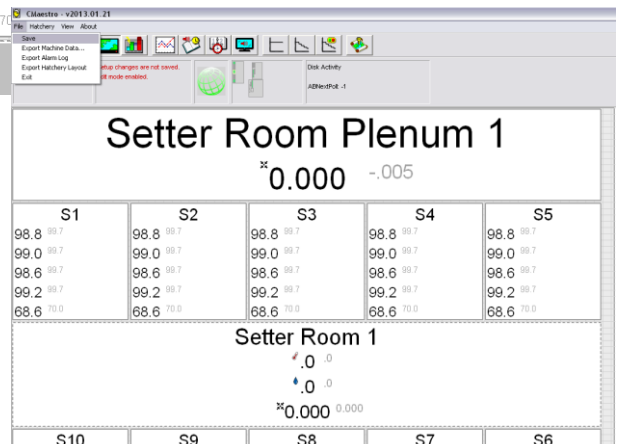 CMaestro - v2013.01.21
File Hatchery View About
Save
Export Machine Data...
Export Alarm Log
Export Hatchery Layout
Exit
etup changes are not saved.
dit mode enabled.
Disk Activity
ABNextPoll: -1
Setter Room Plenum 1
0.000 -.005
S1 S2 S3 S4 S5
98.8 99.7 98.8 99.7 98.8 99.7 98.8 99.7 98.8 99.7
99.0 99.7 99.0 99.7 99.0 99.7 99.0 99.7 99.0 99.7
98.6 99.7 98.6 99.7 98.6 99.7 98.6 99.7 98.6 99.7
99.2 99.7 99.2 99.7 99.2 99.7 99.2 99.7 99.2 99.7
68.6 70.0 68.6 70.0 68.6 70.0 68.6 70.0 68.6 70.0
Setter Room 1
.0 .0
.0 .0
0.000 0.000
S10 S9 S8 S7 S6